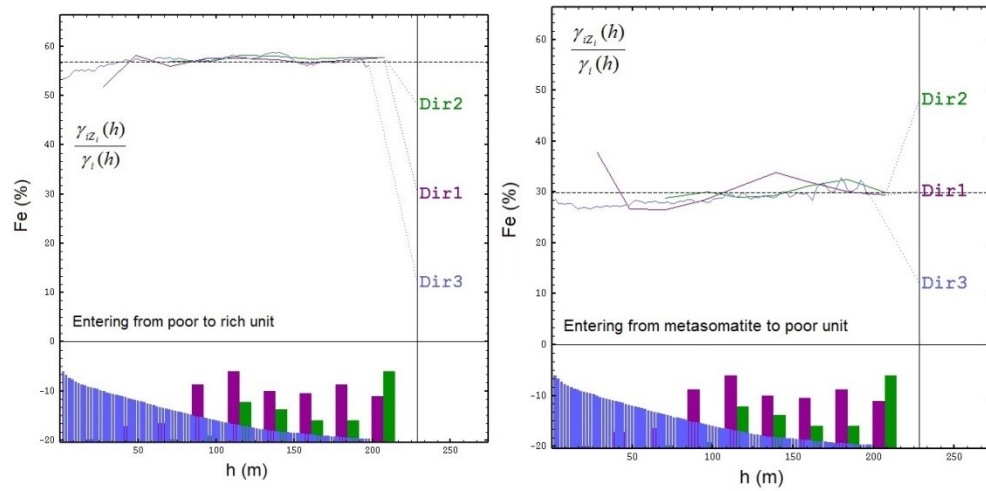 60
50
40
30
20
10
0
-10
-20
Fe (%)
γiZi(h)
γi(h)
Dir2
Dir1
Dir3
Entering from poor to rich unit
50
100
150
200
250
h (m)
60
50
40
30
20
10
0
-10
-20
Fe (%)
γiZi(h)
γi(h)
Dir2
Dir1
Dir3
Entering from metasomatite to poor unit
50
100
150
200
250
h (m)